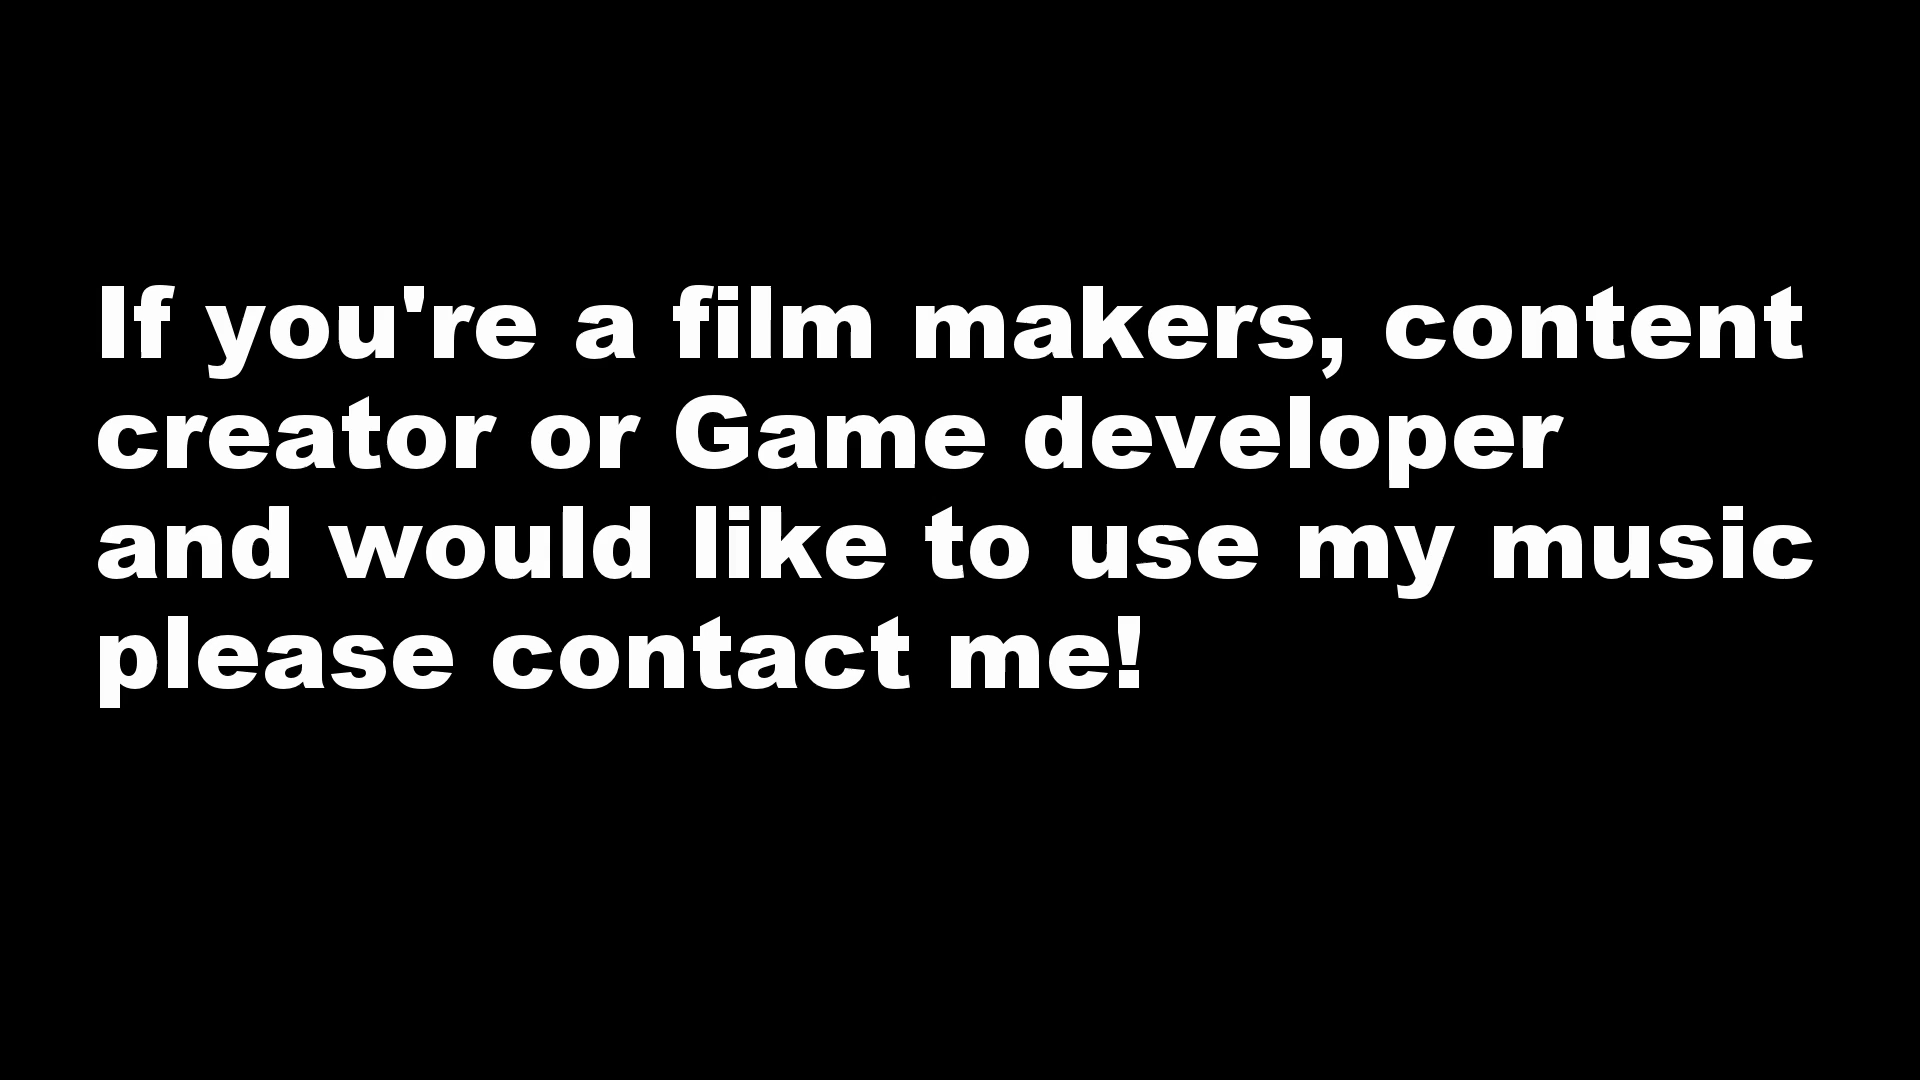 If you're a film makers, content
creator or Game developer
and would like to use my music
please contact me!